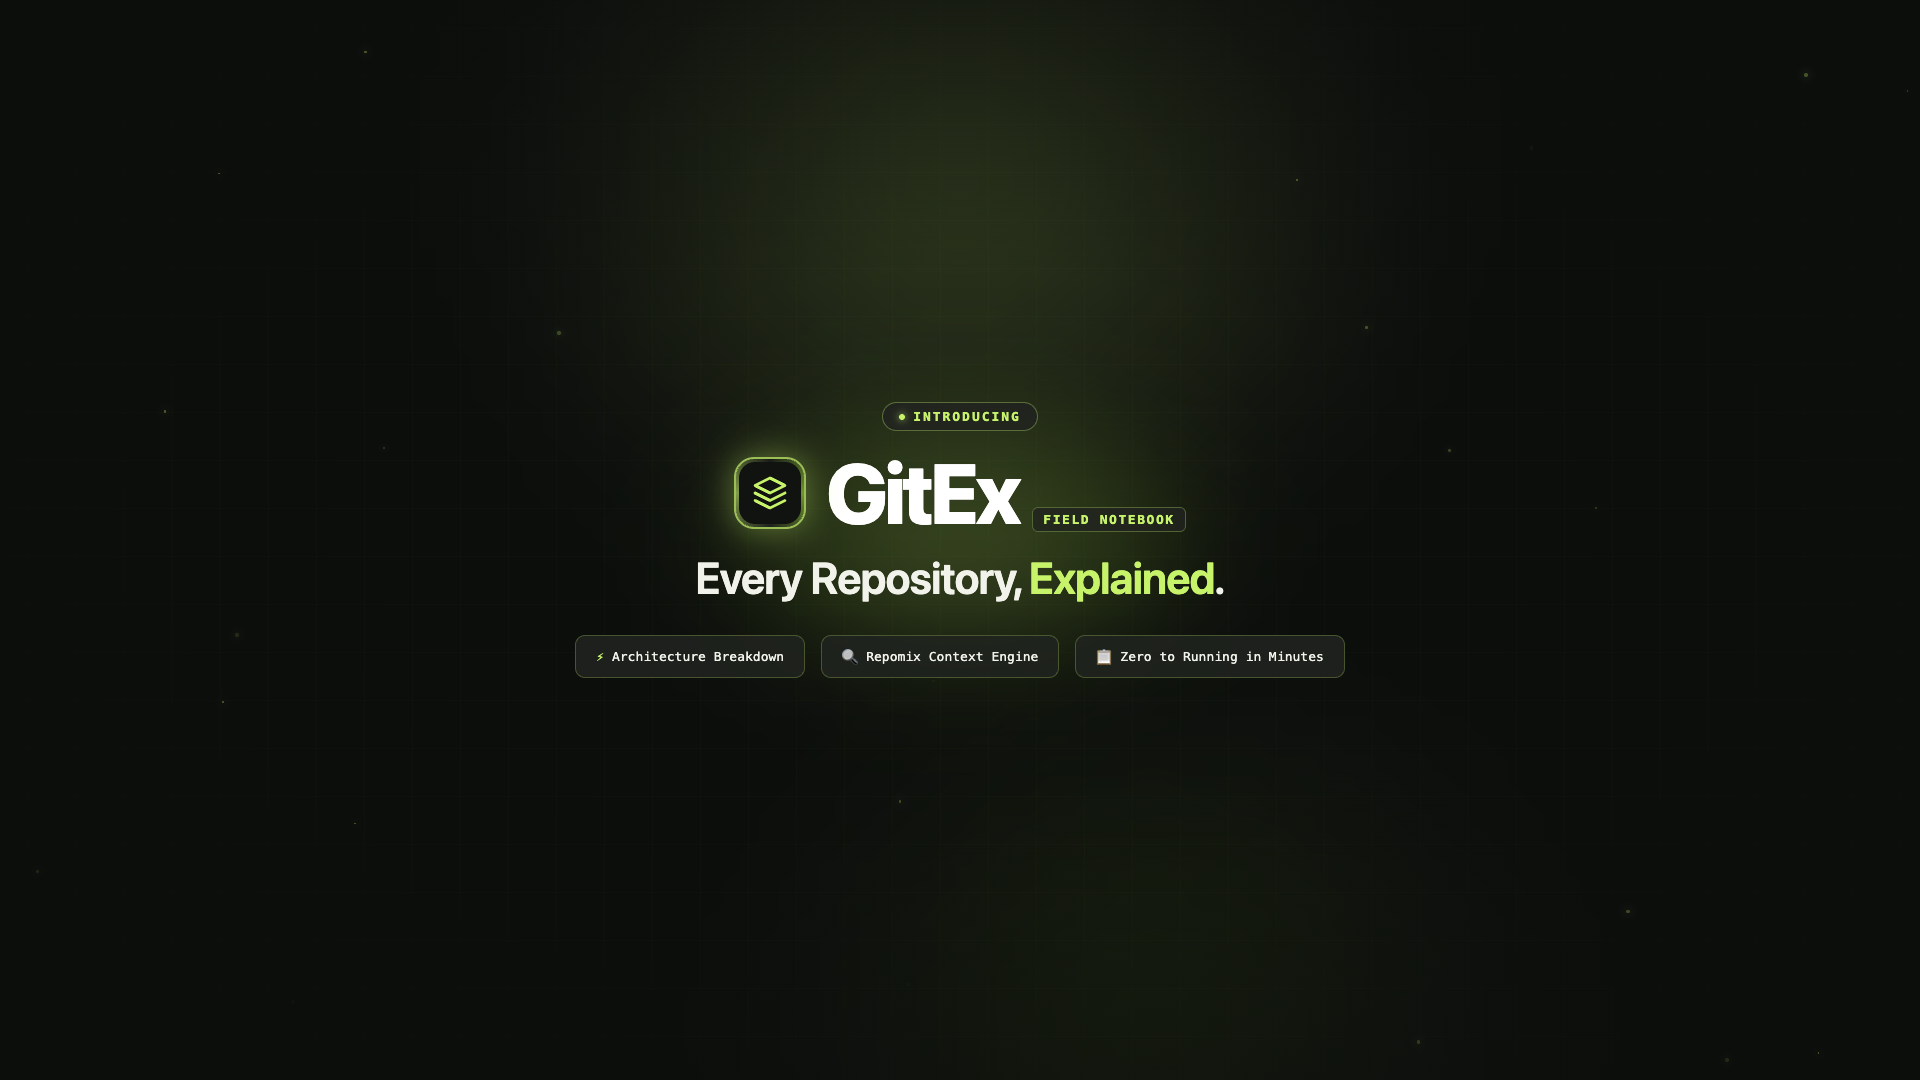 INTRODUCING
GitEx FIELD NOTEBOOK
Every Repository, Explained.
⚡ Architecture Breakdown
🔍 Repomix Context Engine
📋 Zero to Running in Minutes